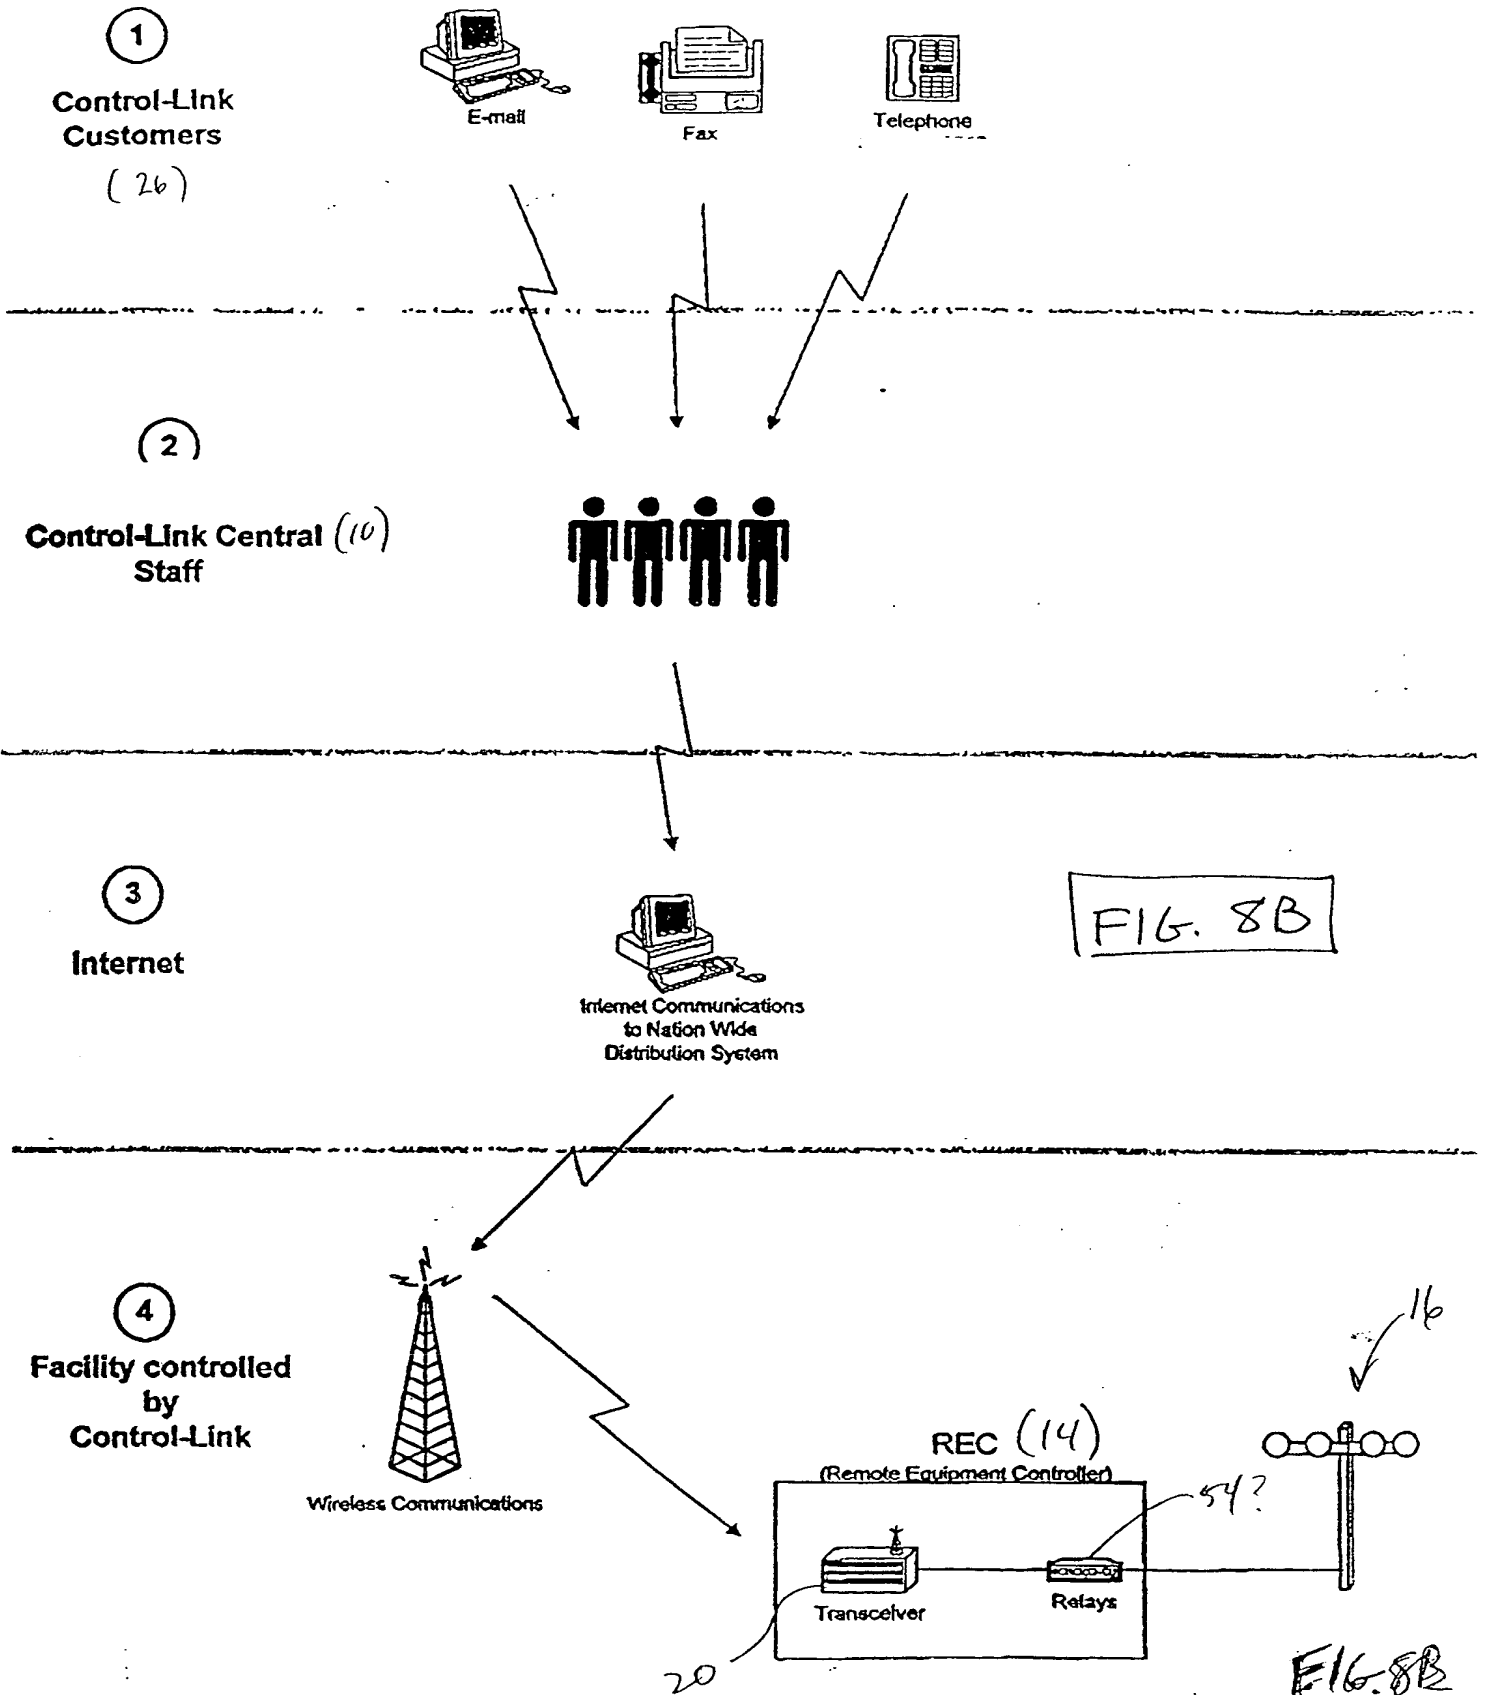 1
Control-Link
Customers
(26)
E-mail
Fax
Telephone
2
Control-Link Central (10)
Staff
3
Internet
Internet Communications
to Nation Wide
Distribution System
FIG. 8B
4
Facility controlled
by
Control-Link
Wireless Communications
16
REC (14)
(Remote Equipment Controller)
54?
Transceiver
Relays
20
FIG. 8B